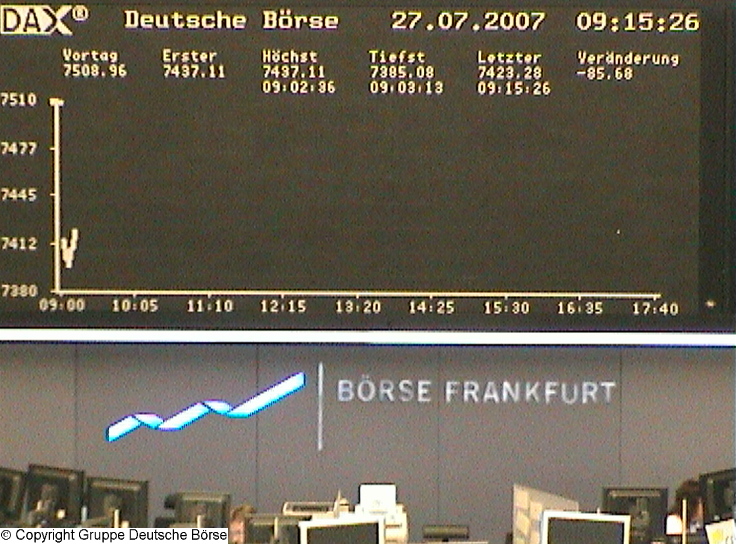 DAX® Deutsche Börse 27.07.2007 09:15:26
Vortag Erster Höchst Tiefst Letzter Veränderung
7508.96 7437.11 7437.11 7385.08 7423.28 -85.68
09:02:36 09:03:13 09:15:26
7510
7477
7445
7412
7380
09:00 10:05 11:10 12:15 13:20 14:25 15:30 16:35 17:40
BÖRSE FRANKFURT
© Copyright Gruppe Deutsche Börse